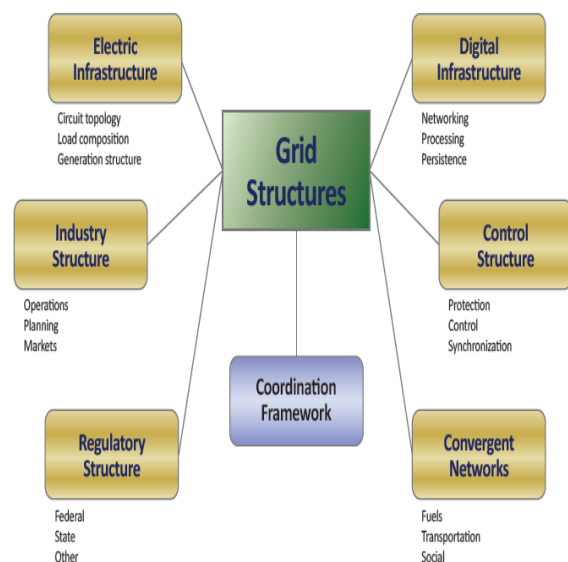 Electric
Infrastructure
Circuit topology
Load composition
Generation structure
Digital
Infrastructure
Networking
Processing
Persistence
Grid
Structures
Industry
Structure
Operations
Planning
Markets
Control
Structure
Protection
Control
Synchronization
Coordination
Framework
Regulatory
Structure
Federal
State
Other
Convergent
Networks
Fuels
Transportation
Social